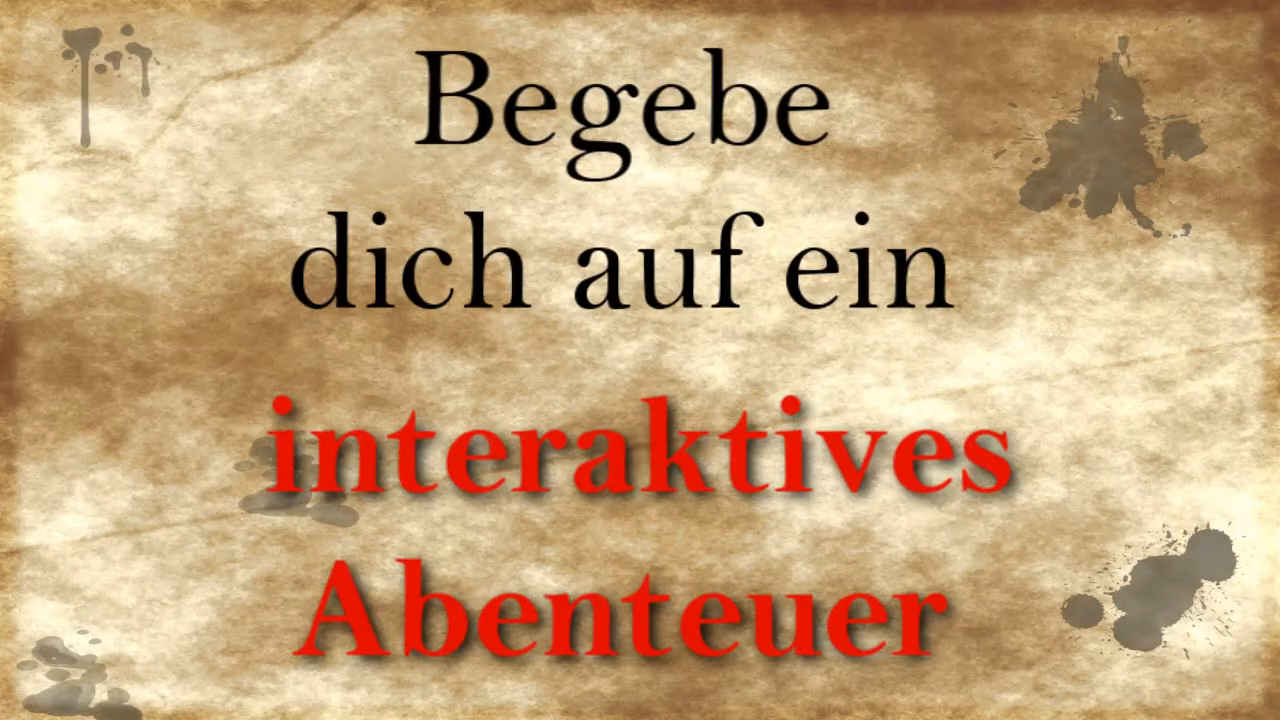 Begebe
dich auf ein
interaktives
Abenteuer